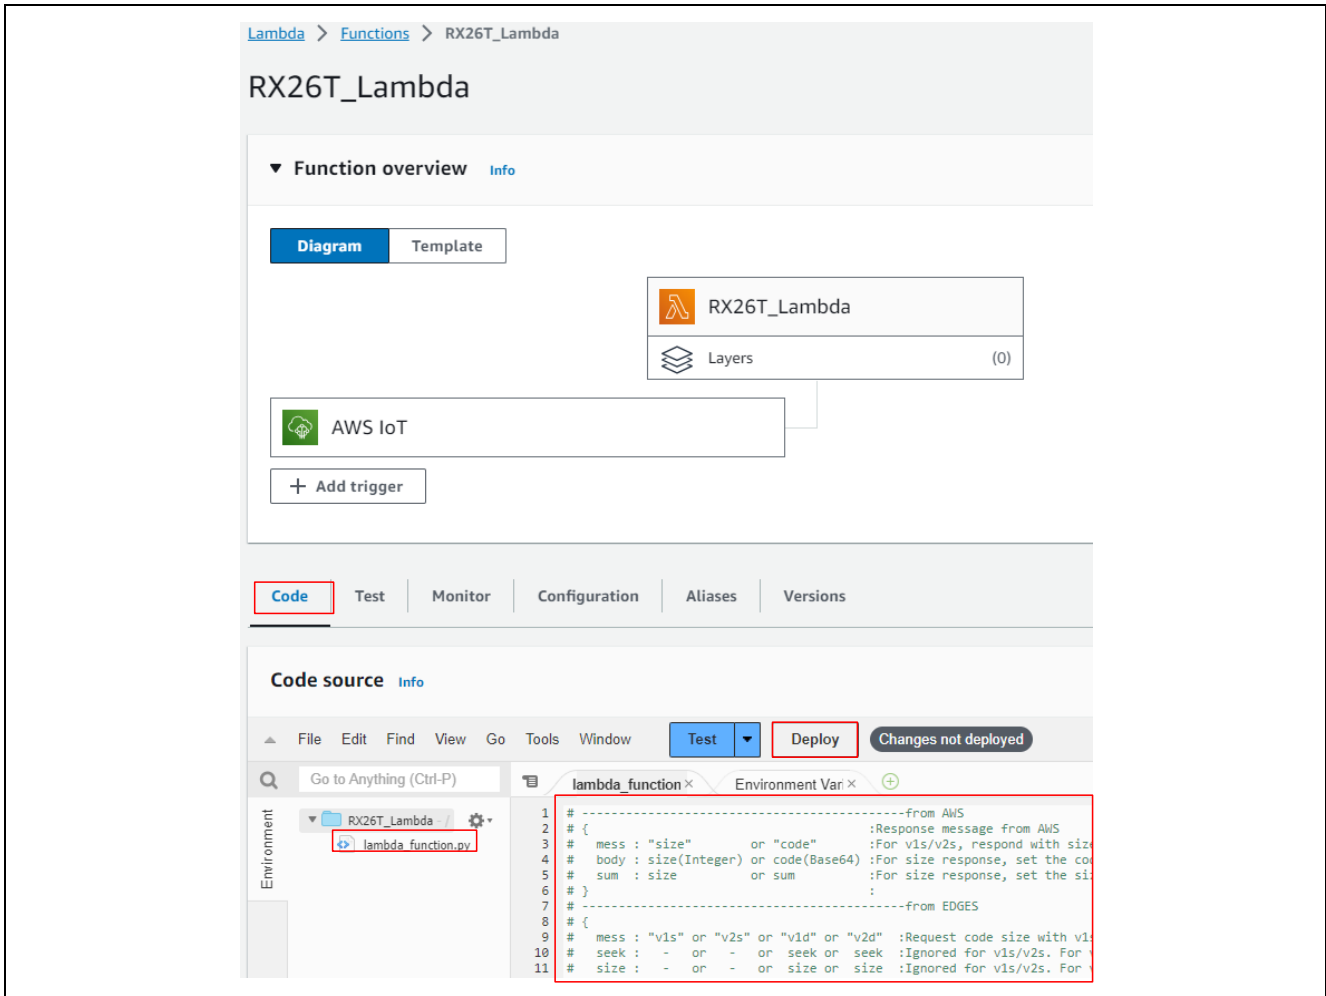 Lambda > Functions > RX26T_Lambda
RX26T_Lambda
Function overview Info
Diagram Template
RX26T_Lambda
Layers (0)
AWS IoT
+ Add trigger
Code Test Monitor Configuration Aliases Versions
Code source Info
File Edit Find View Go Tools Window Test Deploy Changes not deployed
Go to Anything (Ctrl-P) lambda_function × Environment Vari ×
Environment
RX26T_Lambda - /
lambda_function.py
1 # --------------------------------------------from AWS
2 # { :Response message from AWS
3 # mess : "size" or "code" :For v1s/v2s, respond with size
4 # body : size(Integer) or code(Base64) :For size response, set the co
5 # sum : size or sum :For size response, set the si
6 # } :
7 # --------------------------------------------from EDGES
8 # {
9 # mess : "v1s" or "v2s" or "v1d" or "v2d" :Request code size with v1s
10 # seek : - or - or seek or seek :Ignored for v1s/v2s. For
11 # size : - or - or size or size :Ignored for v1s/v2s. For